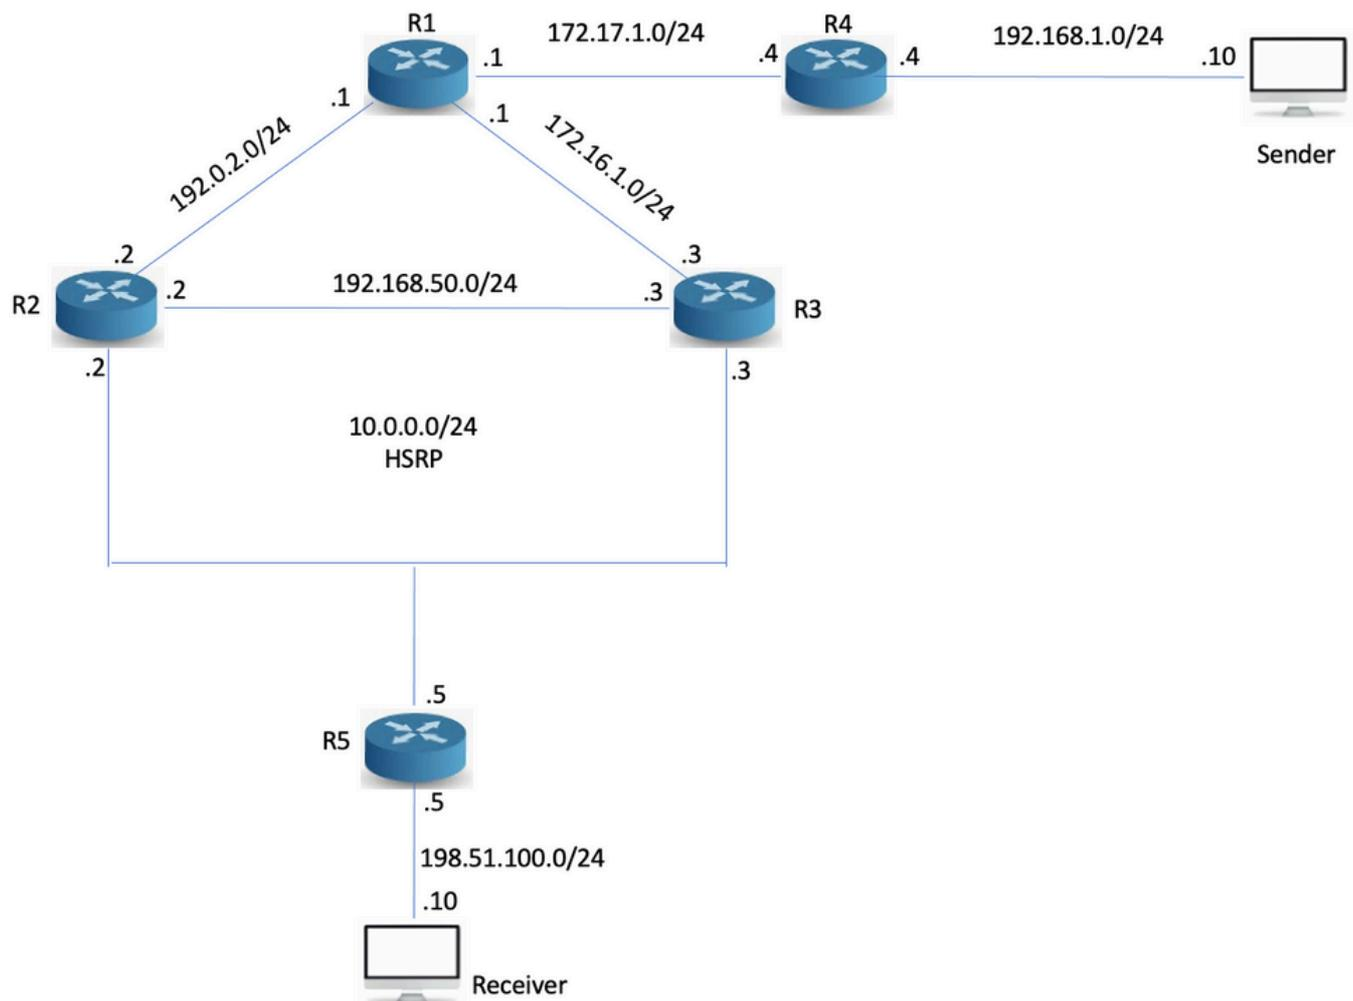 R1
172.17.1.0/24
R4
192.168.1.0/24
.1
.4
.4
.10
.1
.1
192.0.2.0/24
172.16.1.0/24
Sender
.2
.3
R2
.2
192.168.50.0/24
.3
R3
.2
.3
10.0.0.0/24
HSRP
.5
R5
.5
198.51.100.0/24
.10
Receiver